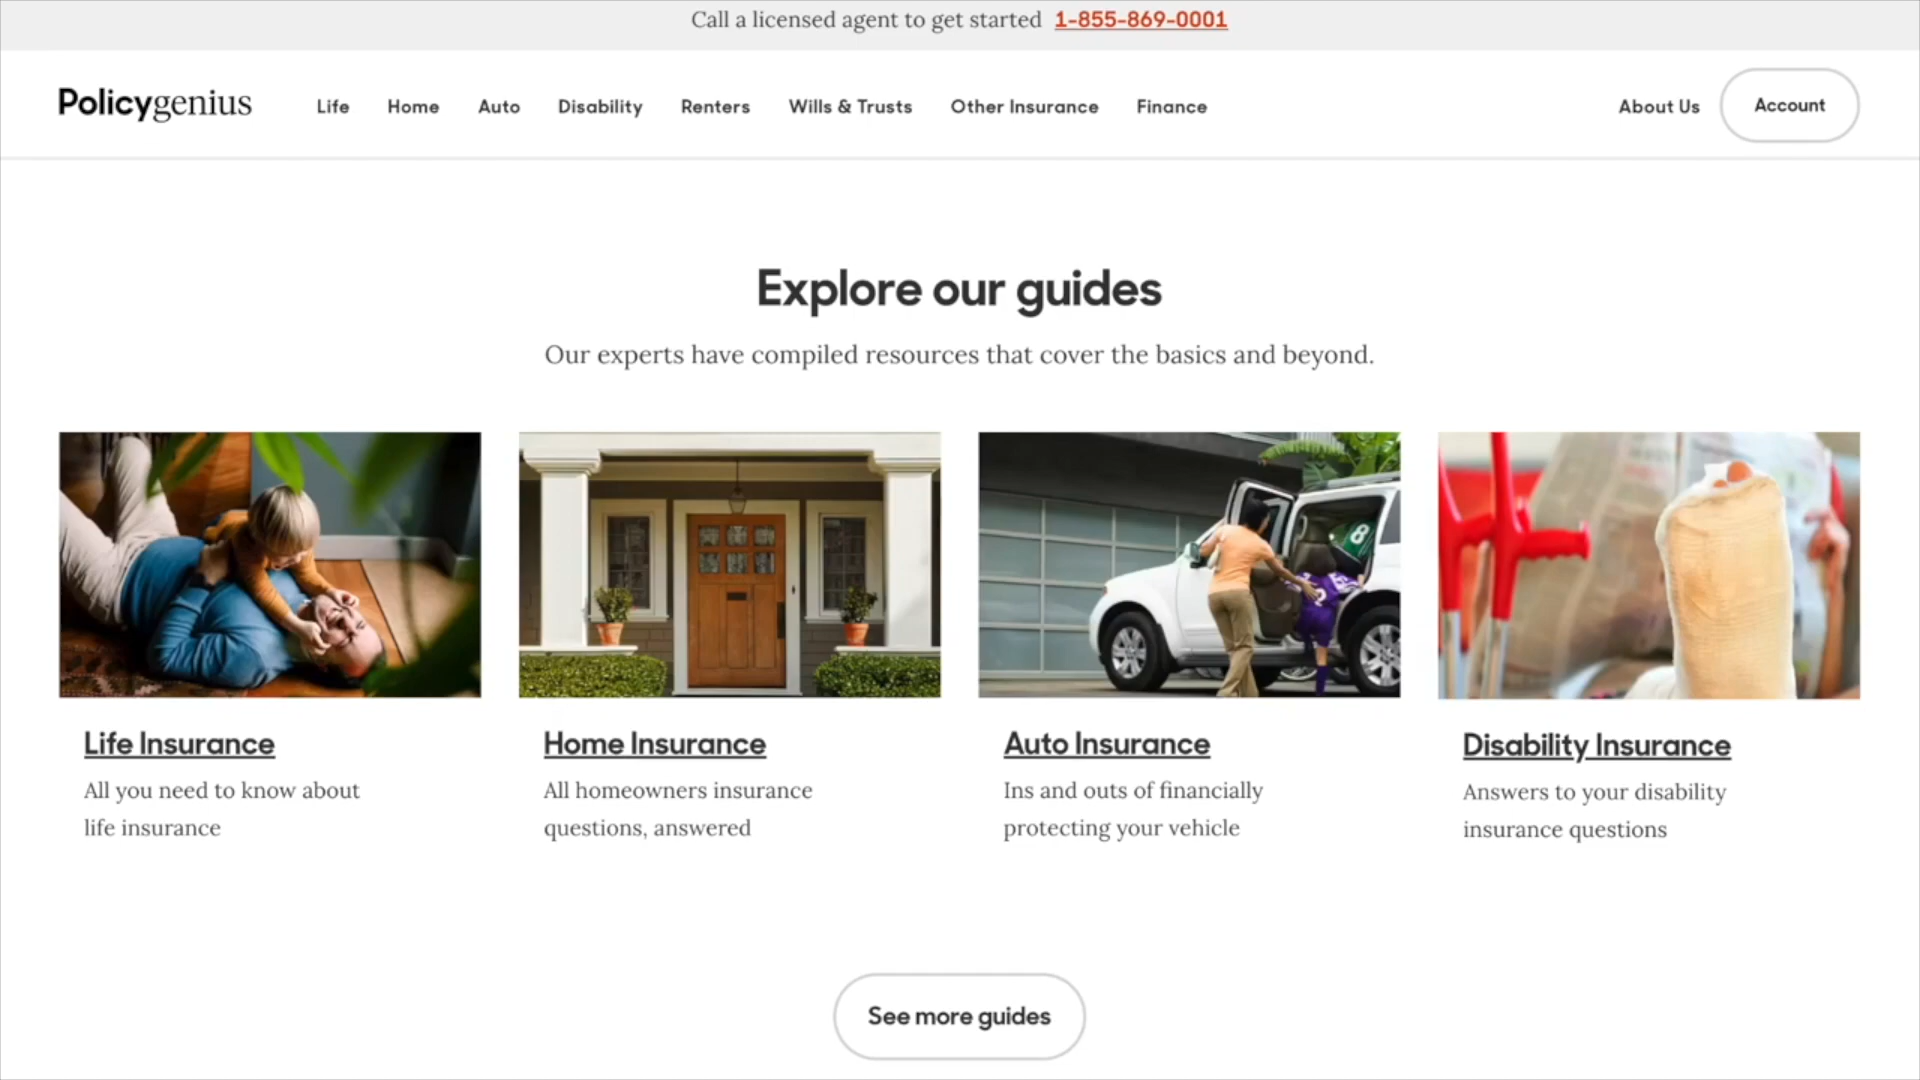 Call a licensed agent to get started 1-855-869-0001
Policygenius Life Home Auto Disability Renters Wills & Trusts Other Insurance Finance About Us Account
Explore our guides
Our experts have compiled resources that cover the basics and beyond.
8
2
Life Insurance
All you need to know about
life insurance
Home Insurance
All homeowners insurance
questions, answered
Auto Insurance
Ins and outs of financially
protecting your vehicle
Disability Insurance
Answers to your disability
insurance questions
See more guides